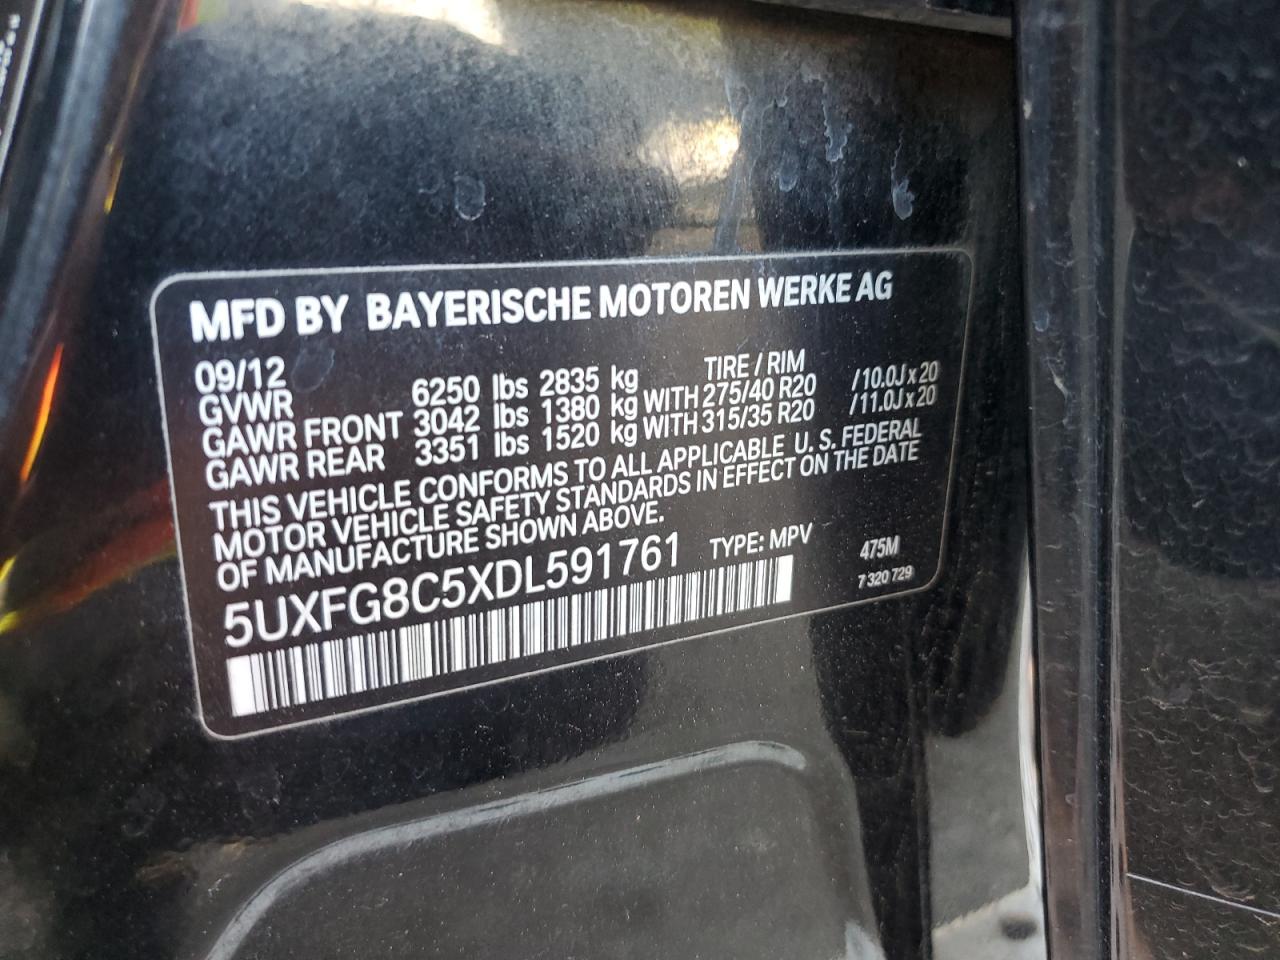 MFD BY BAYERISCHE MOTOREN WERKE AG
09/12 TIRE / RIM
GVWR 6250 lbs 2835 kg
GAWR FRONT 3042 lbs 1380 kg WITH 275/40 R20 /10.0J x 20
GAWR REAR 3351 lbs 1520 kg WITH 315/35 R20 /11.0J x 20
THIS VEHICLE CONFORMS TO ALL APPLICABLE U. S. FEDERAL
MOTOR VEHICLE SAFETY STANDARDS IN EFFECT ON THE DATE
OF MANUFACTURE SHOWN ABOVE.
5UXFG8C5XDL591761 TYPE: MPV 475M
7 320 729